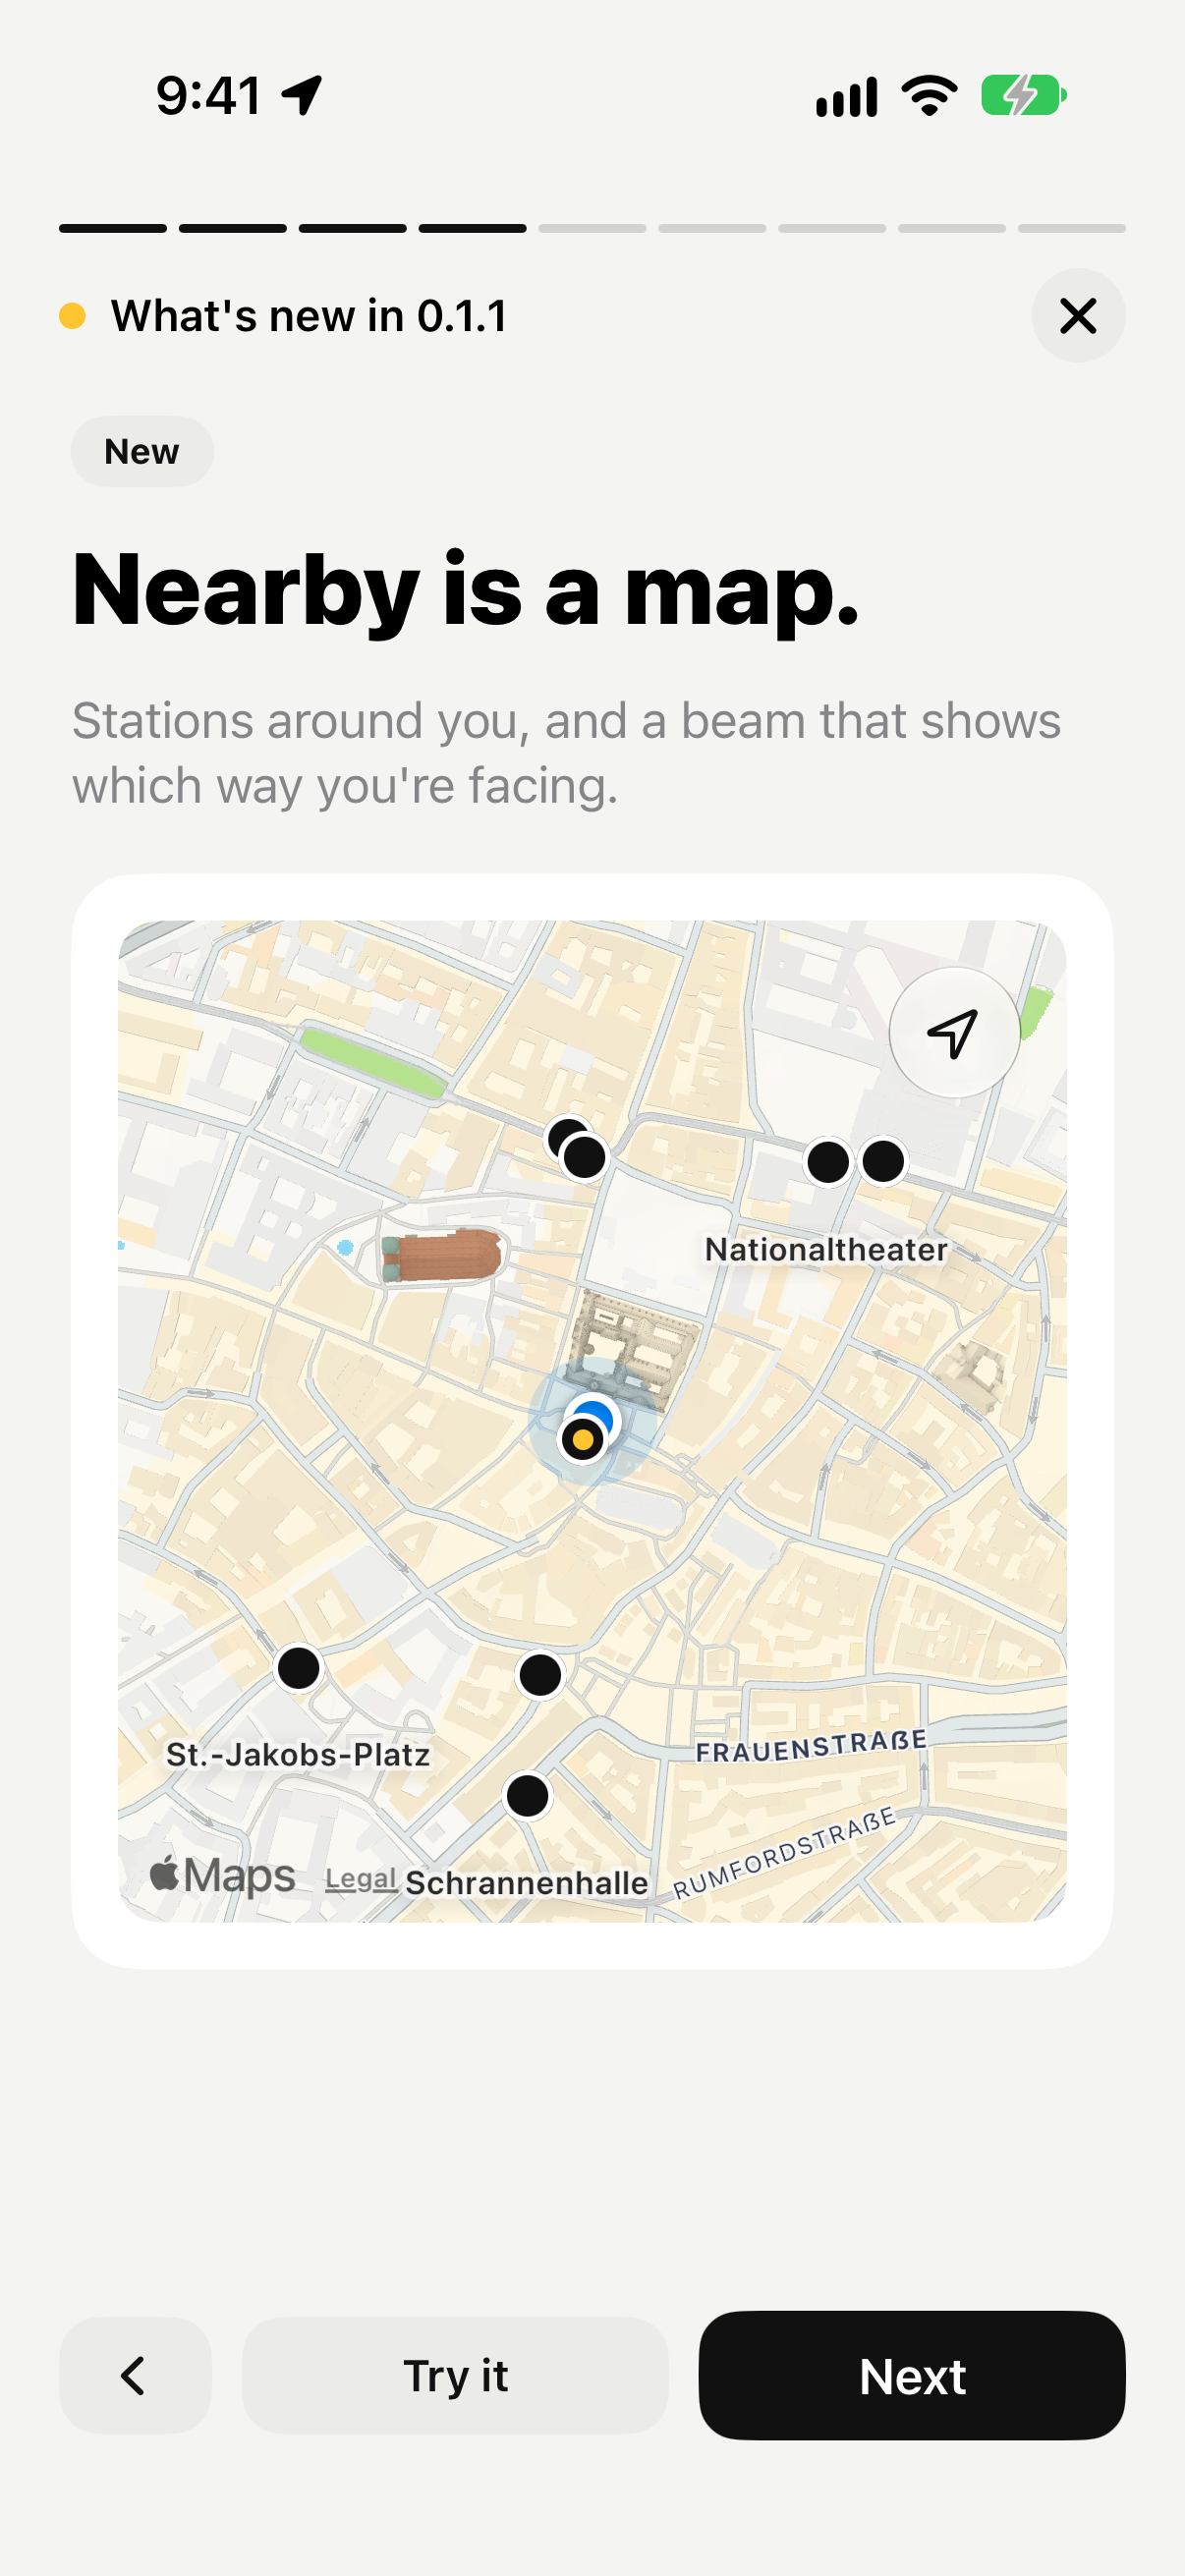 9:41
What's new in 0.1.1
New
Nearby is a map.
Stations around you, and a beam that shows
which way you're facing.
Nationaltheater
St.-Jakobs-Platz
FRAUENSTRAẞE
RUMFORDSTRAẞE
Maps
Legal
Schrannenhalle
Try it
Next